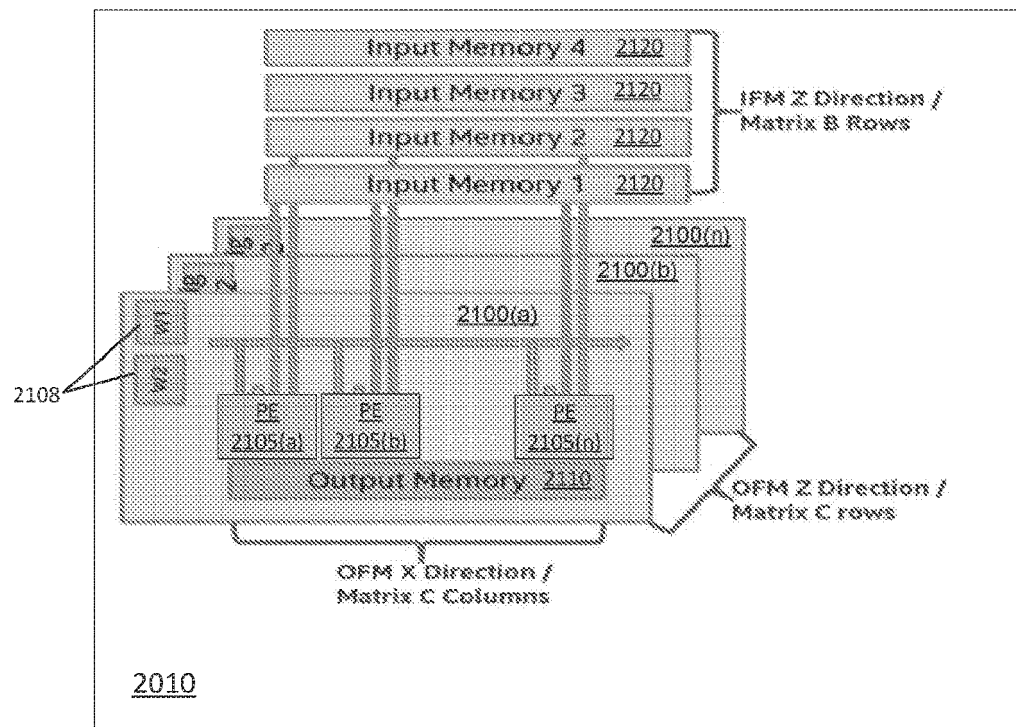 Input Memory 4 2120
Input Memory 3 2120
Input Memory 2 2120
Input Memory 1 2120
IFM Z Direction /
Matrix B Rows
2100(n)
2100(b)
2100(a)
W1
W2
2108
PE
2105(a)
PE
2105(b)
PE
2105(n)
Output Memory 2110
OFM Z Direction /
Matrix C rows
OFM X Direction /
Matrix C Columns
2010